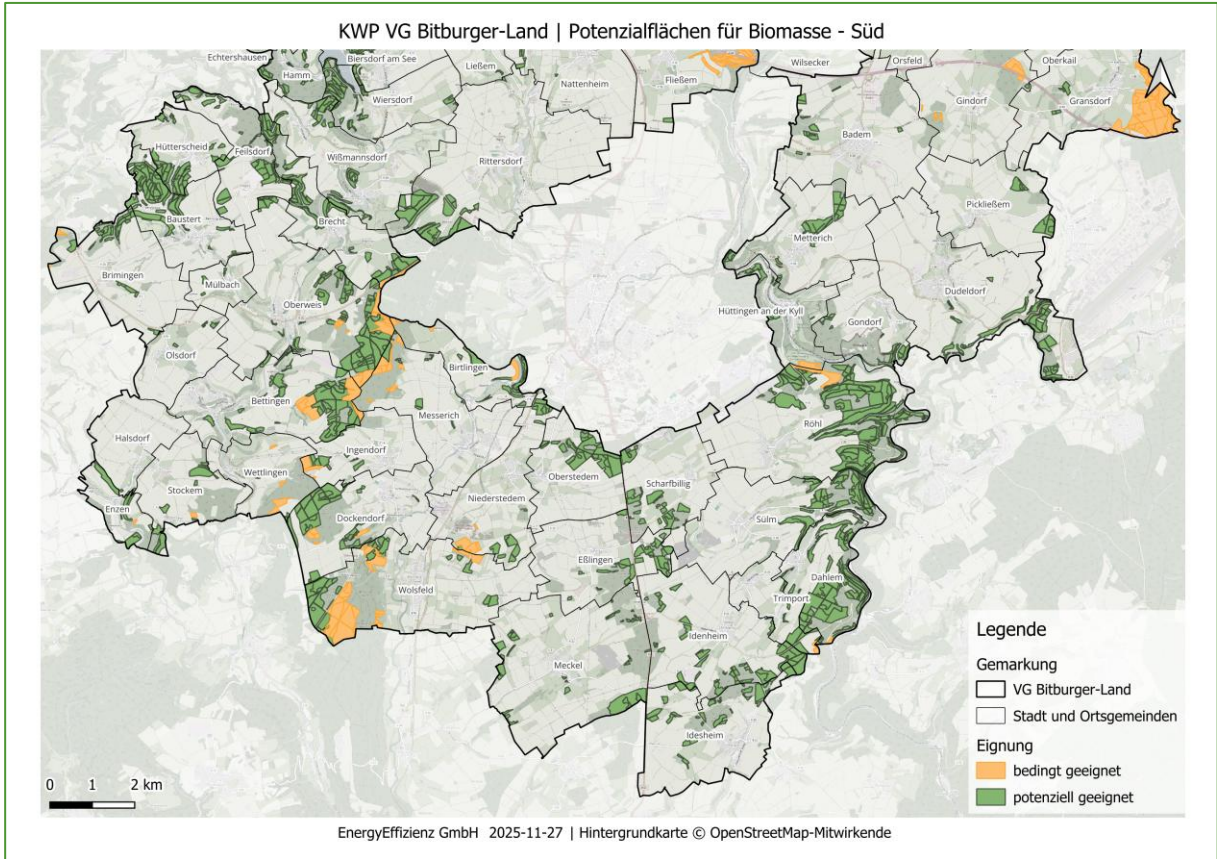 KWP VG Bitburger-Land | Potenzialflächen für Biomasse - Süd
Echtershausen
Biersdorf am See
Ließem
Hamm
Wiersdorf
Nattenheim
Fließem
Wilsecker
Orsfeld
Oberkail
Gindorf
Gransdorf
Badem
Hütterscheid
Feilsdorf
Wißmannsdorf
Rittersdorf
Baustert
Brecht
Pickließem
Metterich
Brimingen
Mülbach
Oberweis
Dudeldorf
Hüttingen an der Kyll
Gondorf
Olsdorf
Birtlingen
Bettingen
Messerich
Halsdorf
Ingendorf
Röhl
Wettlingen
Oberstedem
Scharfbillig
Stockem
Niederstedem
Enzen
Dockendorf
Sülm
Eßlingen
Wolsfeld
Dahlem
Trimport
Idenheim
Meckel
Idesheim
Legende
Gemarkung
VG Bitburger-Land
Stadt und Ortsgemeinden
Eignung
bedingt geeignet
potenziell geeignet
0 1 2 km
EnergyEffizienz GmbH 2025-11-27 | Hintergrundkarte © OpenStreetMap-Mitwirkende